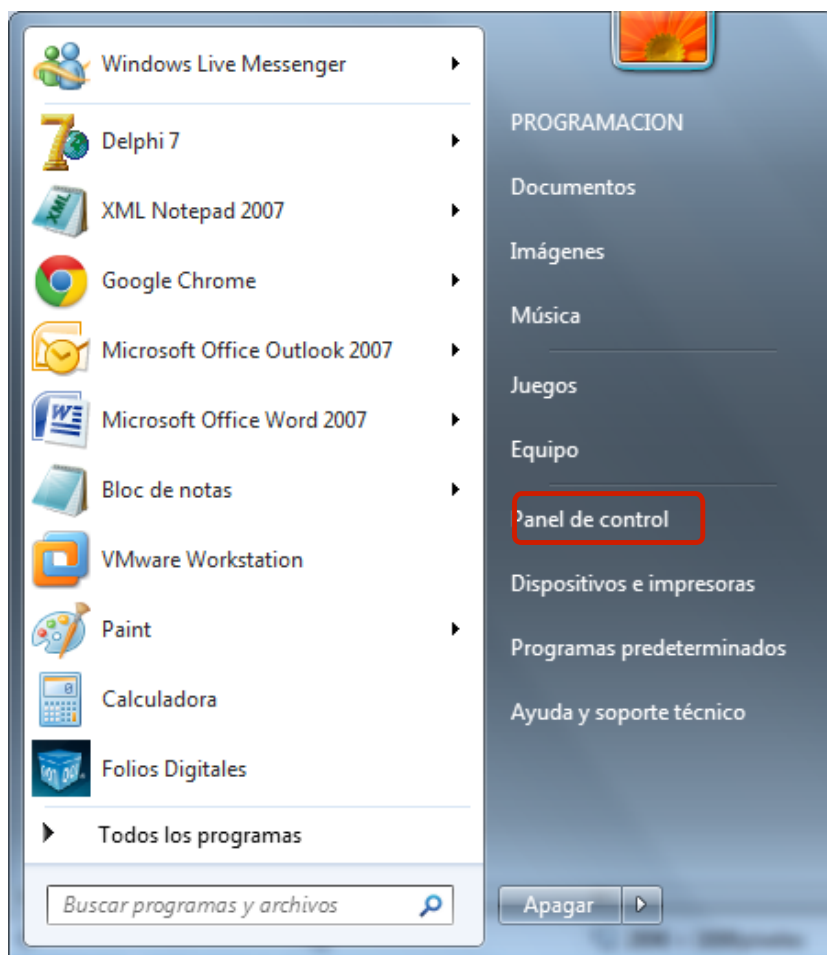 Windows Live Messenger
Delphi 7
XML Notepad 2007
Google Chrome
Microsoft Office Outlook 2007
Microsoft Office Word 2007
Bloc de notas
VMware Workstation
Paint
Calculadora
Folios Digitales
Todos los programas
Buscar programas y archivos
PROGRAMACION
Documentos
Imágenes
Música
Juegos
Equipo
Panel de control
Dispositivos e impresoras
Programas predeterminados
Ayuda y soporte técnico
Apagar